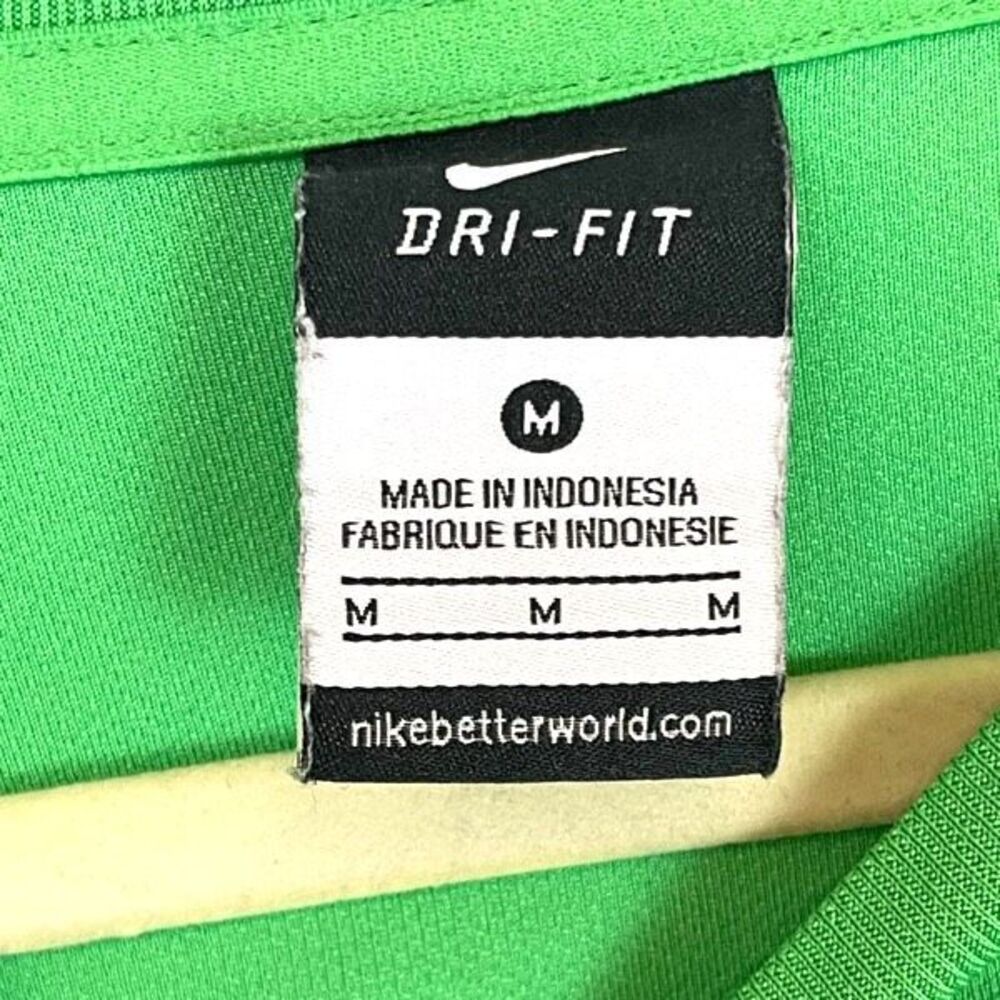 DRI-FIT
M
MADE IN INDONESIA
FABRIQUE EN INDONESIE
M M M
nikebetterworld.com